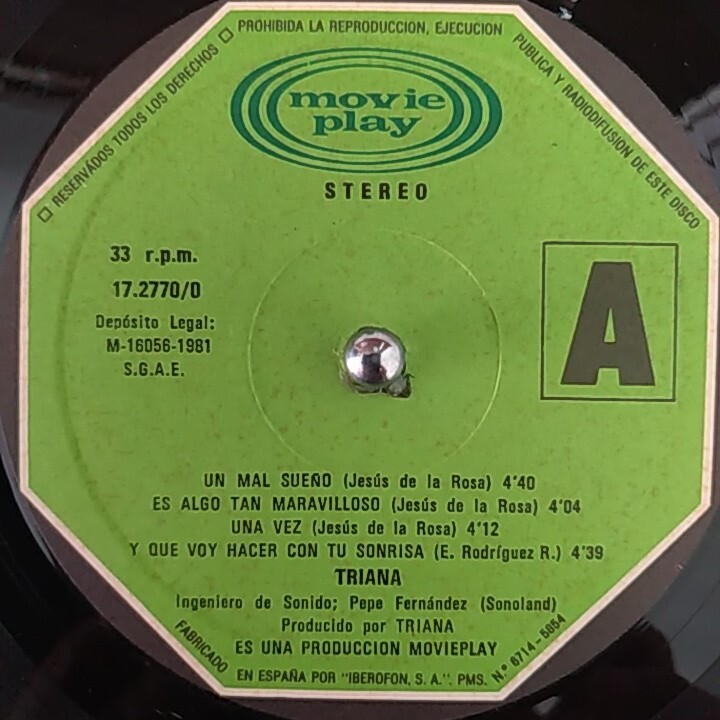 □ RESERVÁDOS TODOS LOS DERECHOS □ PROHIBIDA LA REPRODUCCION, EJECUCION PUBLICA Y RADIODIFUSION DE ESTE DISCO □
movie
play
STEREO
33 r.p.m.
17.2770/0
Depósito Legal:
M-16056-1981
S.G.A.E.
A
UN MAL SUEÑO (Jesús de la Rosa) 4'40
ES ALGO TAN MARAVILLOSO (Jesús de la Rosa) 4'04
UNA VEZ (Jesús de la Rosa) 4'12
Y QUE VOY HACER CON TU SONRISA (E. Rodríguez R.) 4'39
TRIANA
Ingeniero de Sonido; Pepe Fernández (Sonoland)
Producido por TRIANA
ES UNA PRODUCCION MOVIEPLAY
FABRICADO EN ESPAÑA POR "IBEROFON, S. A.". PMS. N.º 6714-5854